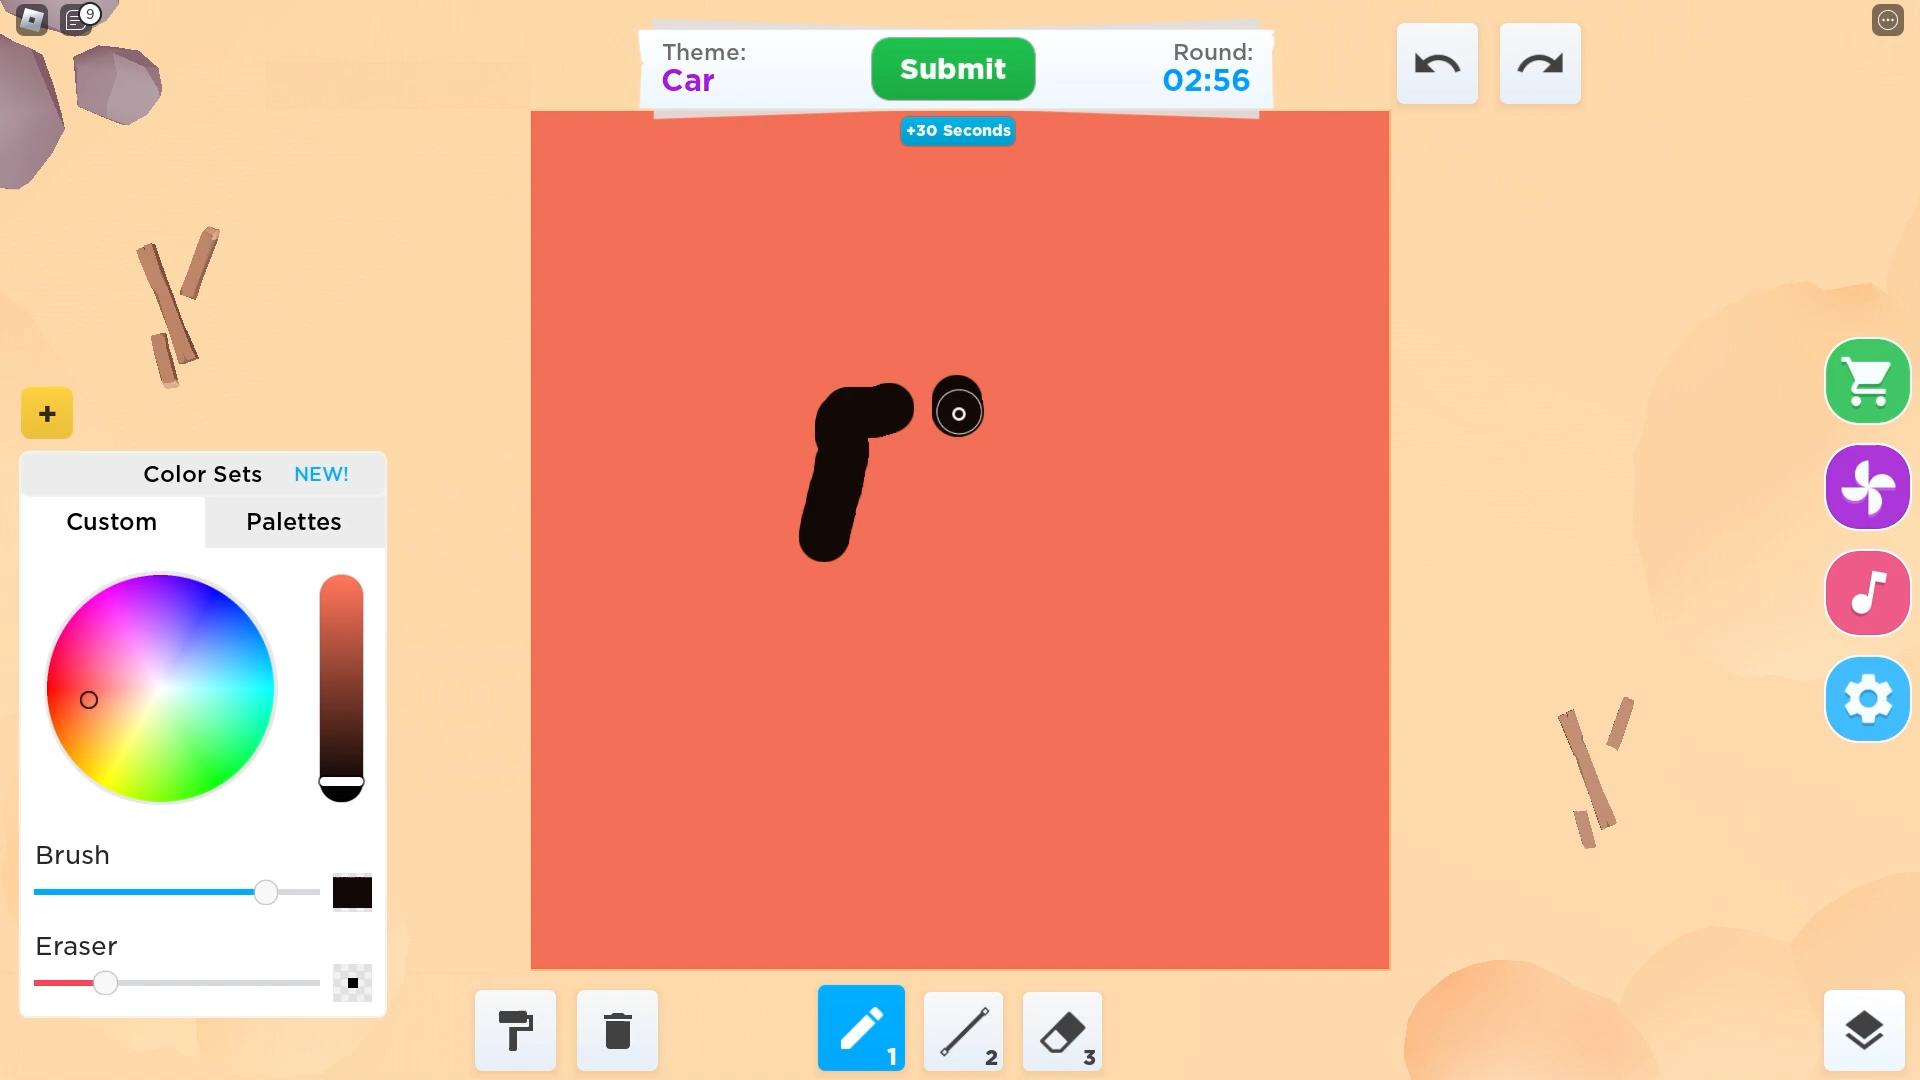 9
Theme:
Car
Submit
Round:
02:56
+30 Seconds
+
Color Sets NEW!
Custom
Palettes
Brush
Eraser
1
2
3